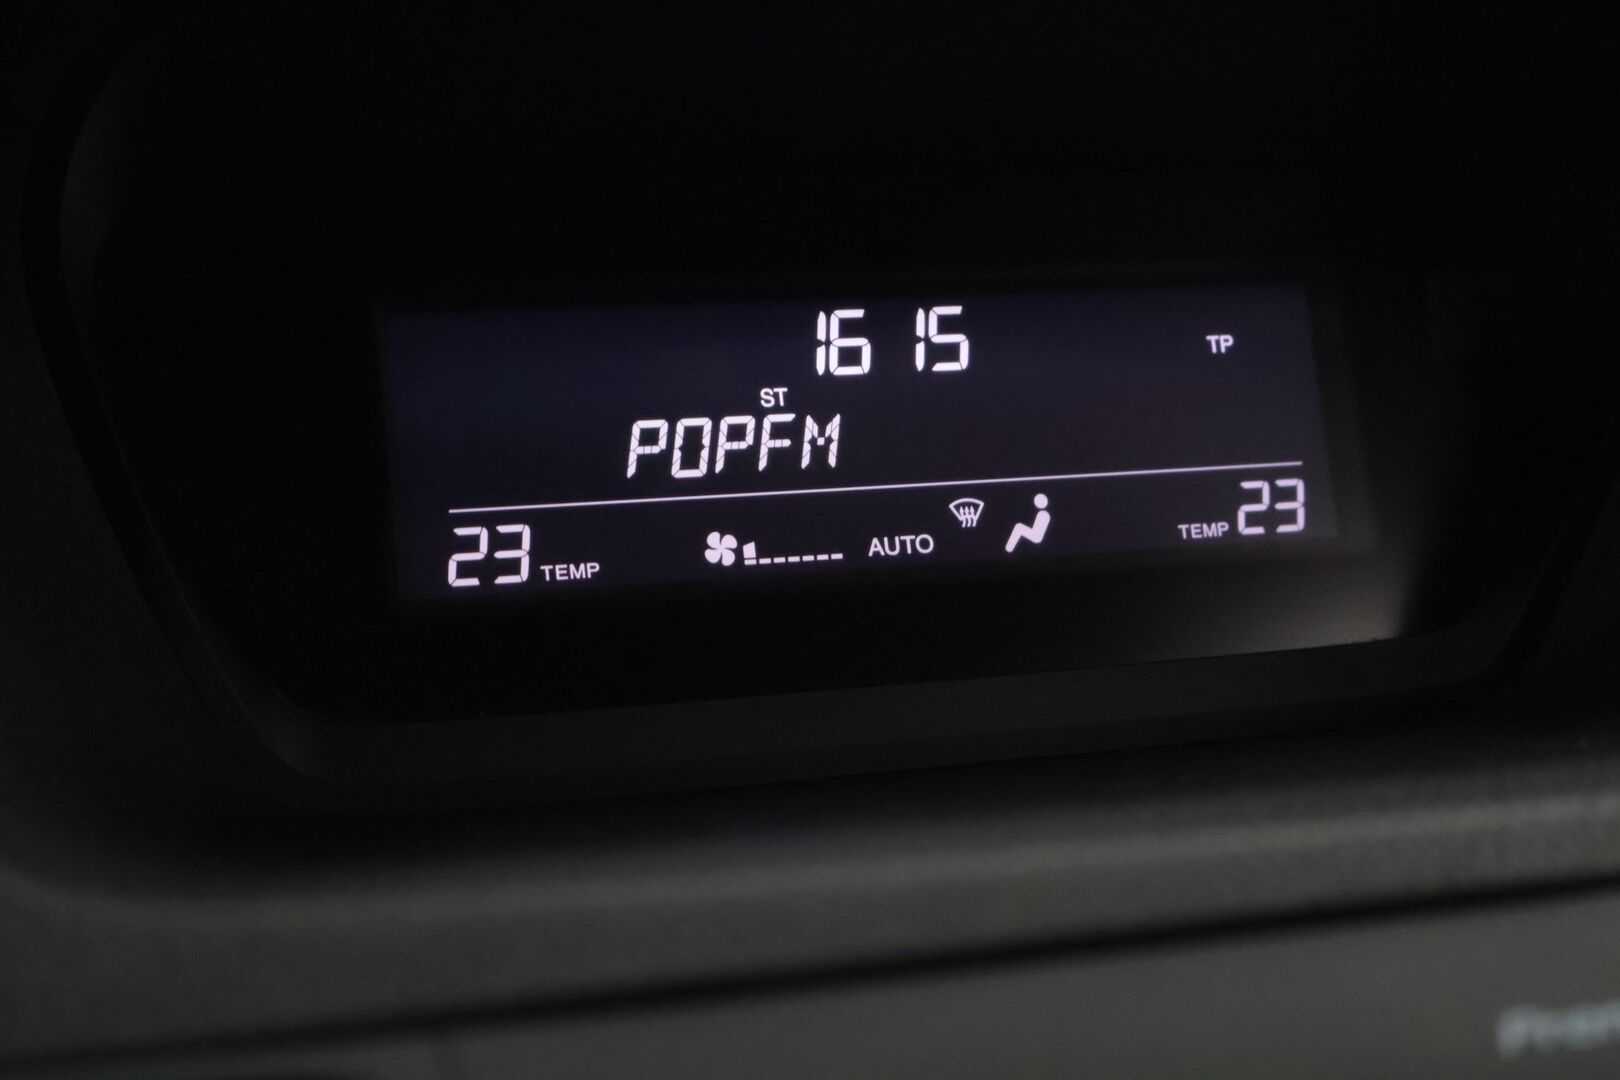 16 15 TP
ST
POPFM
23 TEMP AUTO TEMP 23